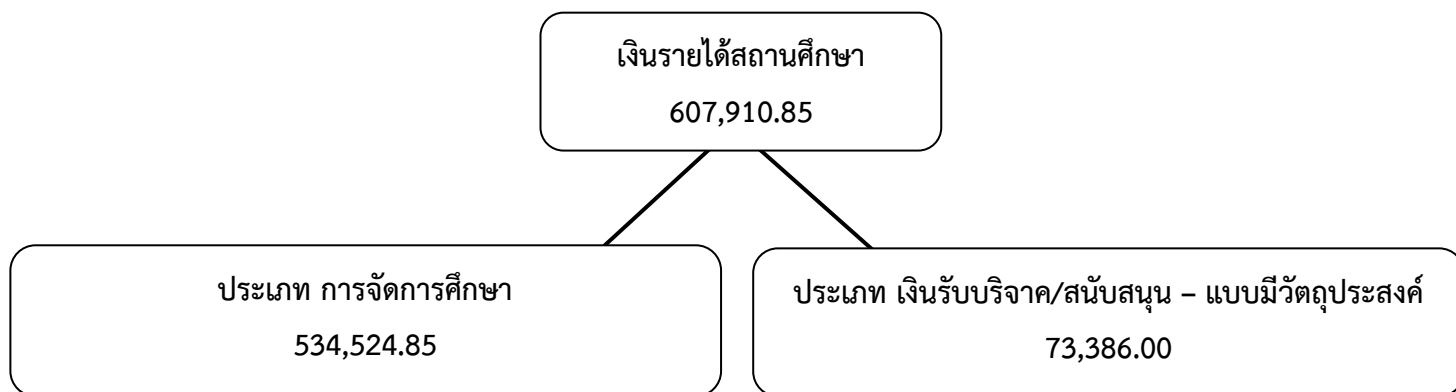 เงินรายได้สถานศึกษา
607,910.85
ประเภท การจัดการศึกษา
534,524.85
ประเภท เงินรับบริจาค/สนับสนุน – แบบมีวัตถุประสงค์
73,386.00